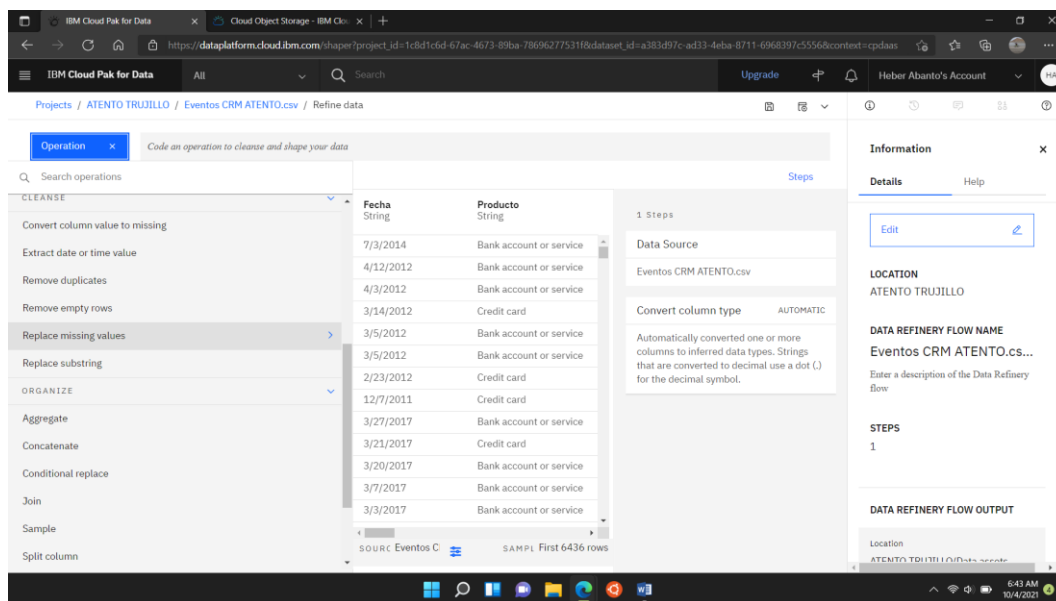 IBM Cloud Pak for Data
Cloud Object Storage - IBM Clou
https://dataplatform.cloud.ibm.com/shaper?project_id=1c8d1c6d-67ac-4673-89ba-78696277531f&dataset_id=a383d97c-ad33-4eba-8711-6968397c5556&context=cpdaas
IBM Cloud Pak for Data
All
Search
Upgrade
Heber Abanto's Account
HA
Projects / ATENTO TRUJILLO / Eventos CRM ATENTO.csv / Refine data
Operation
Code an operation to cleanse and shape your data
Search operations
Steps
CLEANSE
Convert column value to missing
Extract date or time value
Remove duplicates
Remove empty rows
Replace missing values
Replace substring
ORGANIZE
Aggregate
Concatenate
Conditional replace
Join
Sample
Split column
Fecha Producto
String String
7/3/2014 Bank account or service
4/12/2012 Bank account or service
4/3/2012 Bank account or service
3/14/2012 Credit card
3/5/2012 Bank account or service
3/5/2012 Bank account or service
2/23/2012 Credit card
12/7/2011 Credit card
3/27/2017 Bank account or service
3/21/2017 Credit card
3/20/2017 Bank account or service
3/7/2017 Bank account or service
3/3/2017 Bank account or service
SOURC Eventos C SAMPL First 6436 rows
1 Steps
Data Source
Eventos CRM ATENTO.csv
Convert column type AUTOMATIC
Automatically converted one or more
columns to inferred data types. Strings
that are converted to decimal use a dot (.)
for the decimal symbol.
Information
Details Help
Edit
LOCATION
ATENTO TRUJILLO
DATA REFINERY FLOW NAME
Eventos CRM ATENTO.cs...
Enter a description of the Data Refinery
flow
STEPS
1
DATA REFINERY FLOW OUTPUT
Location
ATENTO TRUJILLO/Data assets
6:43 AM
10/4/2021
4